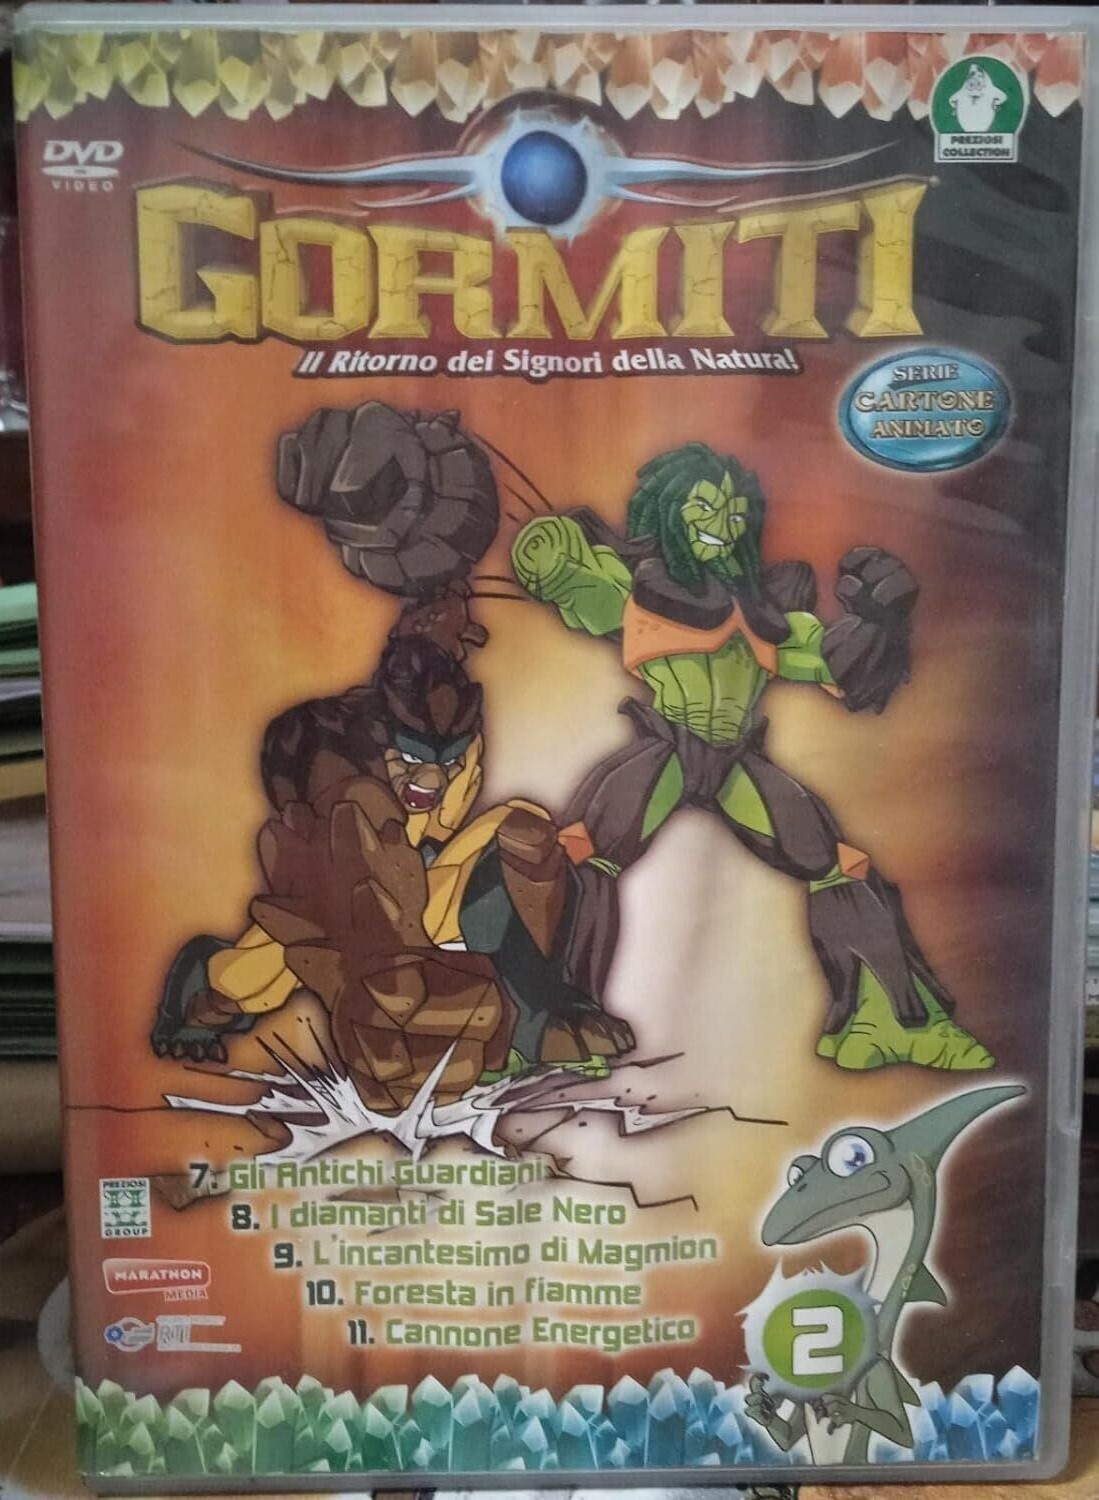 PREZIOSI
COLLECTION
DVD
VIDEO
GORMITI
Il Ritorno dei Signori della Natura!
SERIE
CARTONE
ANIMATO
7. Gli Antichi Guardiani
8. I diamanti di Sale Nero
9. L'incantesimo di Magmion
10. Foresta in fiamme
11. Cannone Energetico
PREZIOSI
GROUP
MARATHON
MEDIA
2